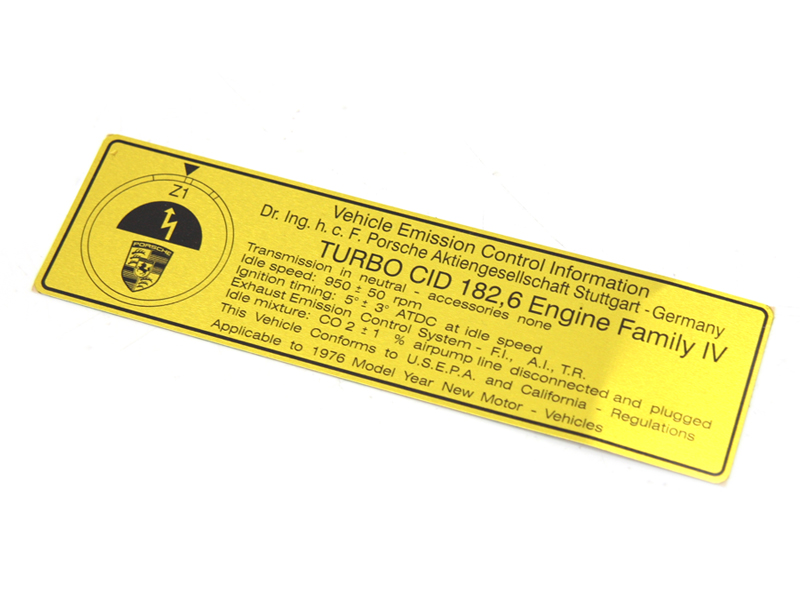 Z1
PORSCHE
Vehicle Emission Control Information
Dr. Ing. h. c. F. Porsche Aktiengesellschaft Stuttgart - Germany
TURBO CID 182,6 Engine Family IV
Transmission in neutral - accessories none
Idle speed: 950 ± 50 rpm
Ignition timing: 5° ± 3° ATDC at idle speed
Exhaust Emission Control System - F.I., A.I., T.R.
Idle mixture: CO 2 ± 1 % airpump line disconnected and plugged
This Vehicle Conforms to U.S.E.P.A. and California - Regulations
Applicable to 1976 Model Year New Motor - Vehicles